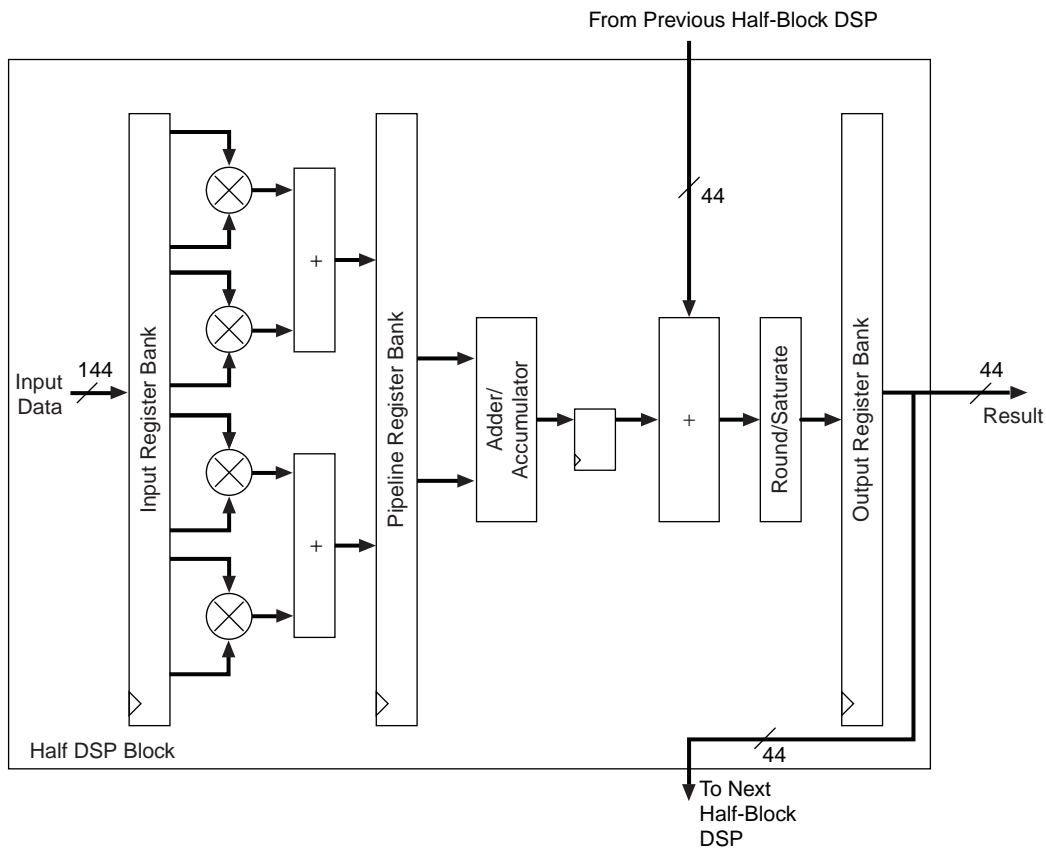 From Previous Half-Block DSP
44
Input Register Bank
+
Pipeline Register Bank
Output Register Bank
Input
Data
144
Adder/
Accumulator
+
Round/Saturate
44
Result
+
Half DSP Block
44
To Next
Half-Block
DSP